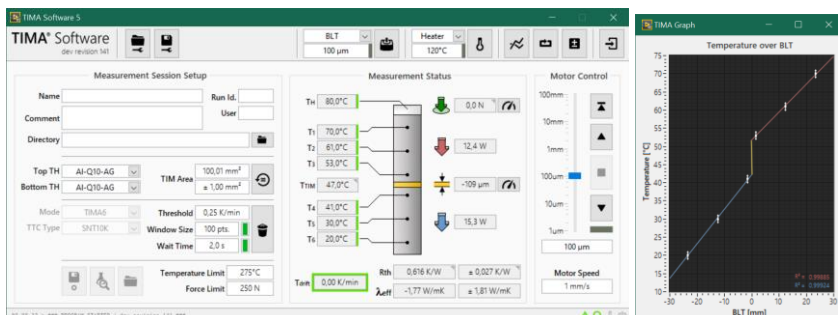 TIMA Software 5
TIMA® Software
dev revision 141
BLT
100 µm
Heater
120°C
Measurement Session Setup
Name
Run Id.
Comment
User
Directory
Top TH AI-Q10-AG
Bottom TH AI-Q10-AG
TIM Area 100,01 mm²
± 1,00 mm²
Mode TIMA6
TTC Type SNT10K
Threshold 0,25 K/min
Window Size 100 pts.
Wait Time 2,0 s
Temperature Limit 275°C
Force Limit 250 N
Measurement Status
TH 80,0°C
0,0 N
T1 70,0°C
T2 61,0°C
12,4 W
T3 53,0°C
TTIM 47,0°C
-109 µm
T4 41,0°C
T5 30,0°C
15,3 W
T6 20,0°C
0,00 K/min
Rth 0,616 K/W ± 0,027 K/W
λeff -1,77 W/mK ± 1,81 W/mK
Motor Control
100mm
10mm
1mm
100um
10um
1um
100 µm
Motor Speed
1 mm/s
TIMA Graph
Temperature over BLT
Temperature [°C]
75
70
65
60
55
50
45
40
35
30
25
20
15
10
-30 -20 -10 0 10 20 30
BLT [mm]